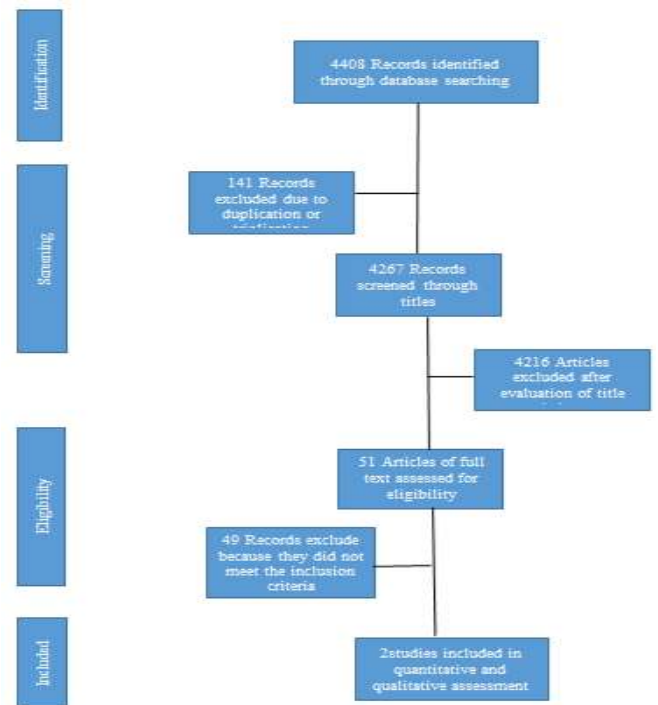 Identification
4408 Records identified
through database searching
141 Records
excluded due to
duplication or
Screening
4267 Records
screened through
titles
4216 Articles
excluded after
evaluation of title
Eligibility
51 Articles of full
text assessed for
eligibility
49 Records exclude
because they did not
meet the inclusion
criteria
Included
2studies included in
quantitative and
qualitative assessment